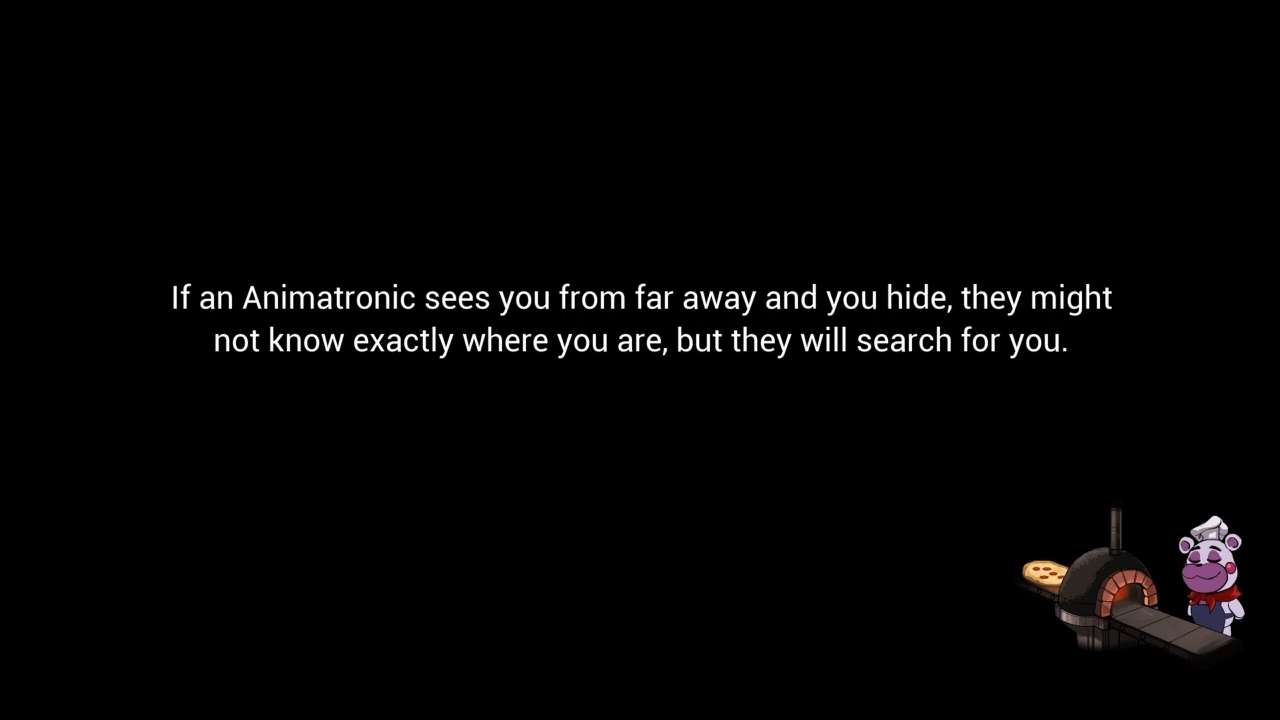 If an Animatronic sees you from far away and you hide, they might
not know exactly where you are, but they will search for you.